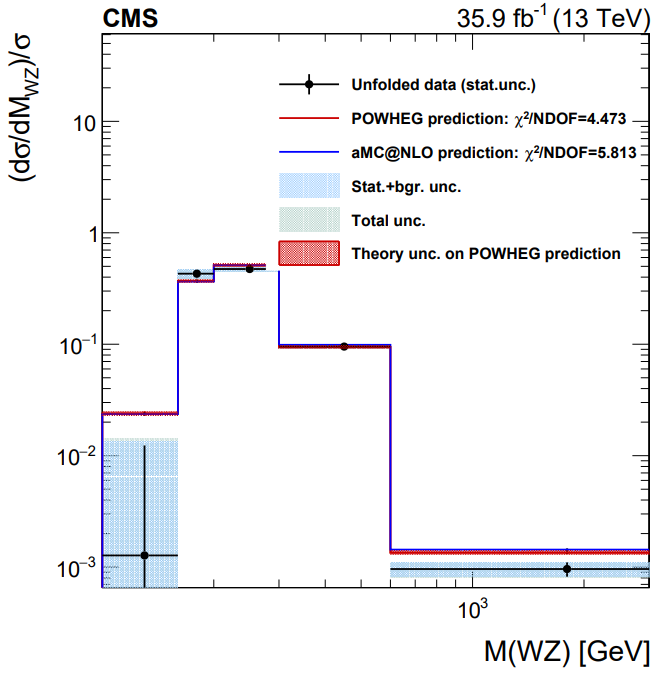 CMS 35.9 fb⁻¹ (13 TeV)
(dσ/dM_WZ)/σ
Unfolded data (stat.unc.)
POWHEG prediction: χ²/NDOF=4.473
aMC@NLO prediction: χ²/NDOF=5.813
Stat.+bgr. unc.
Total unc.
Theory unc. on POWHEG prediction
10
1
10⁻¹
10⁻²
10⁻³
10³
M(WZ) [GeV]